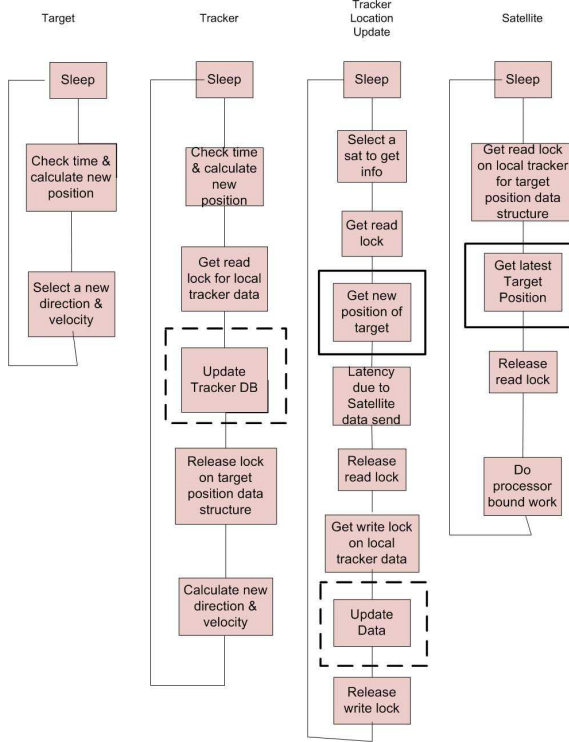 Target
Sleep
Check time &
calculate new
position
Select a new
direction &
velocity
Tracker
Sleep
Check time
& calculate
new
position
Get read
lock for local
tracker data
Update
Tracker DB
Release lock
on target
position data
structure
Calculate new
direction &
velocity
Tracker
Location
Update
Sleep
Select a
sat to get
info
Get read
lock
Get new
position of
target
Latency
due to
Satellite
data send
Release
read lock
Get write lock
on local
tracker data
Update
Data
Release
write lock
Satellite
Sleep
Get read lock
on local tracker
for target
position data
structure
Get latest
Target
Position
Release
read lock
Do
processor
bound work